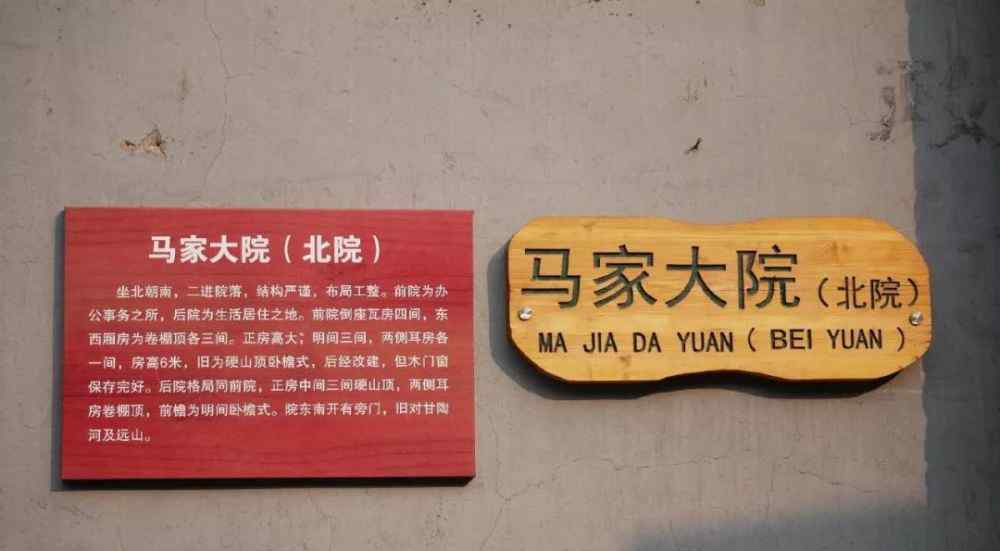 马家大院（北院）
坐北朝南，二进院落，结构严谨，布局工整。前院为办
公事务之所，后院为生活居住之地。前院倒座瓦房四间，东
西厢房为卷棚顶各三间。正房高大；明间三间，两侧耳房各
一间，房高6米，旧为硬山顶卧檐式，后经改建，但木门窗
保存完好。后院格局同前院，正房中间三间硬山顶，两侧耳
房卷棚顶，前檐为明间卧檐式。院东南开有旁门，旧对甘陶
河及远山。
马家大院（北院）
MA JIA DA YUAN（BEI YUAN）